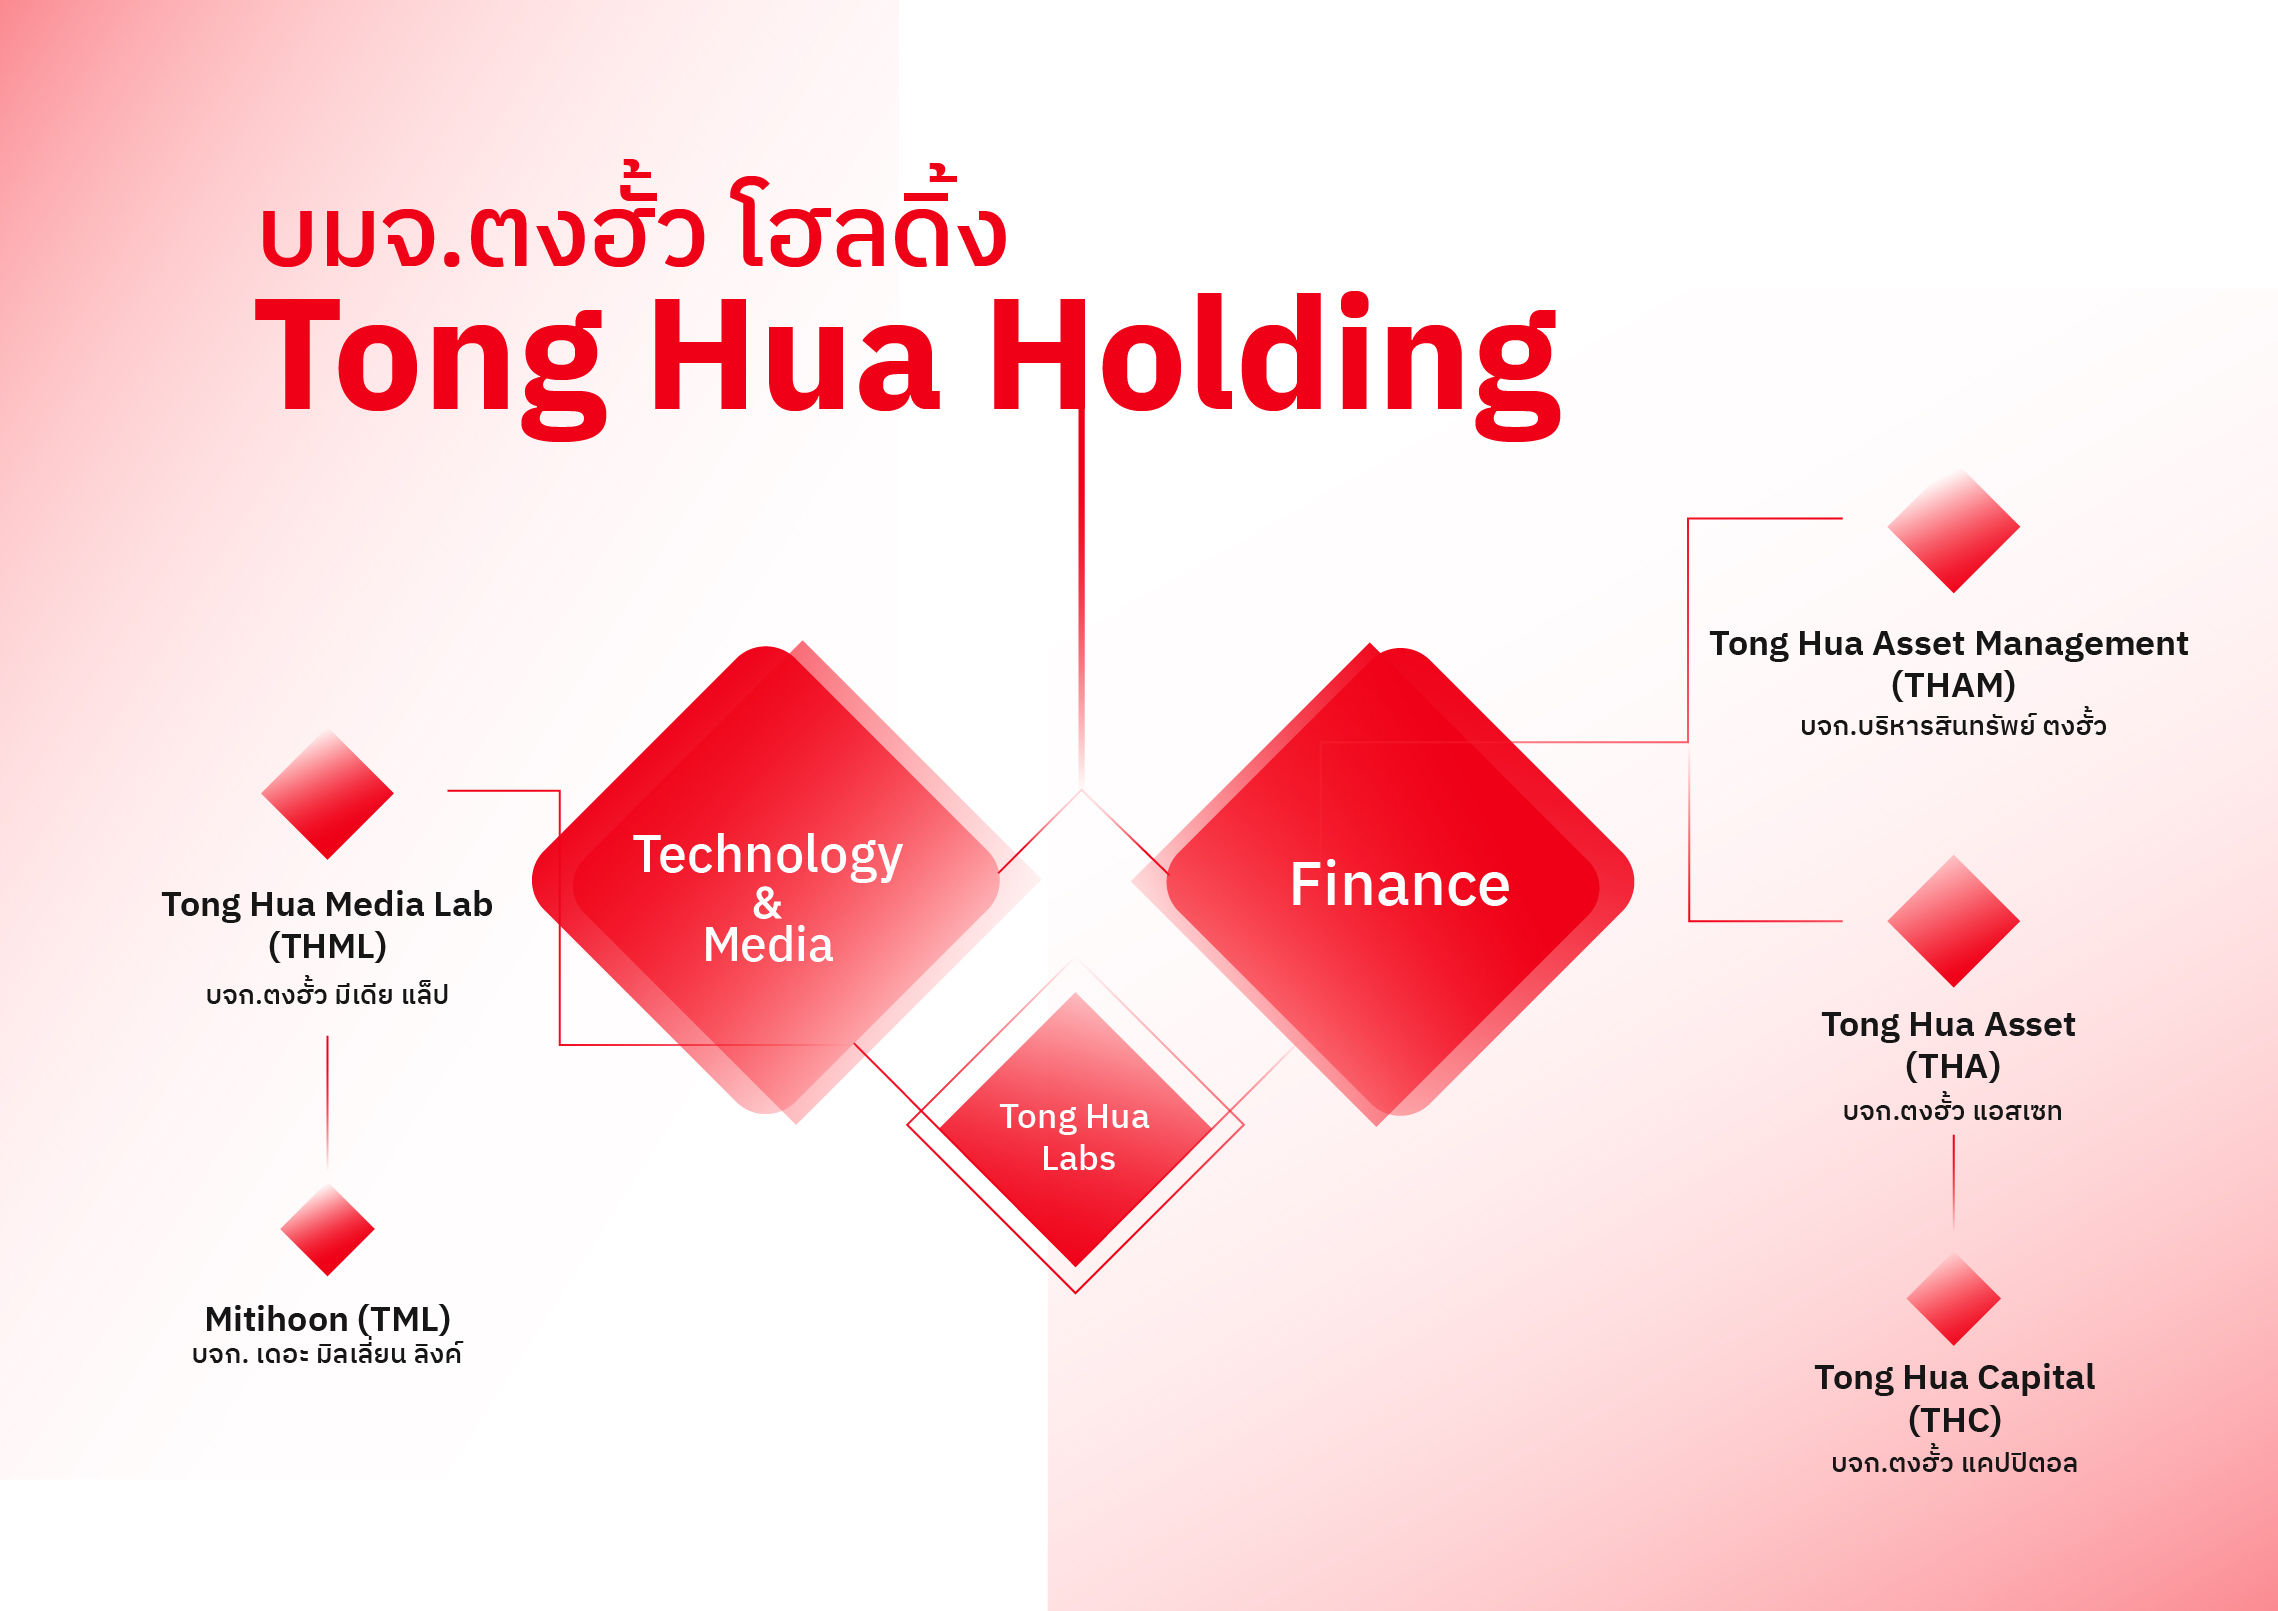 บมจ.ตงฮั้ว โฮลดิ้ง
Tong Hua Holding
Technology
&
Media
Finance
Tong Hua
Labs
Tong Hua Media Lab
(THML)
บจก.ตงฮั้ว มีเดีย แล็ป
Mitihoon (TML)
บจก. เดอะ มิลเลี่ยน ลิงค์
Tong Hua Asset Management
(THAM)
บจก.บริหารสินทรัพย์ ตงฮั้ว
Tong Hua Asset
(THA)
บจก.ตงฮั้ว แอสเซท
Tong Hua Capital
(THC)
บจก.ตงฮั้ว แคปปิตอล